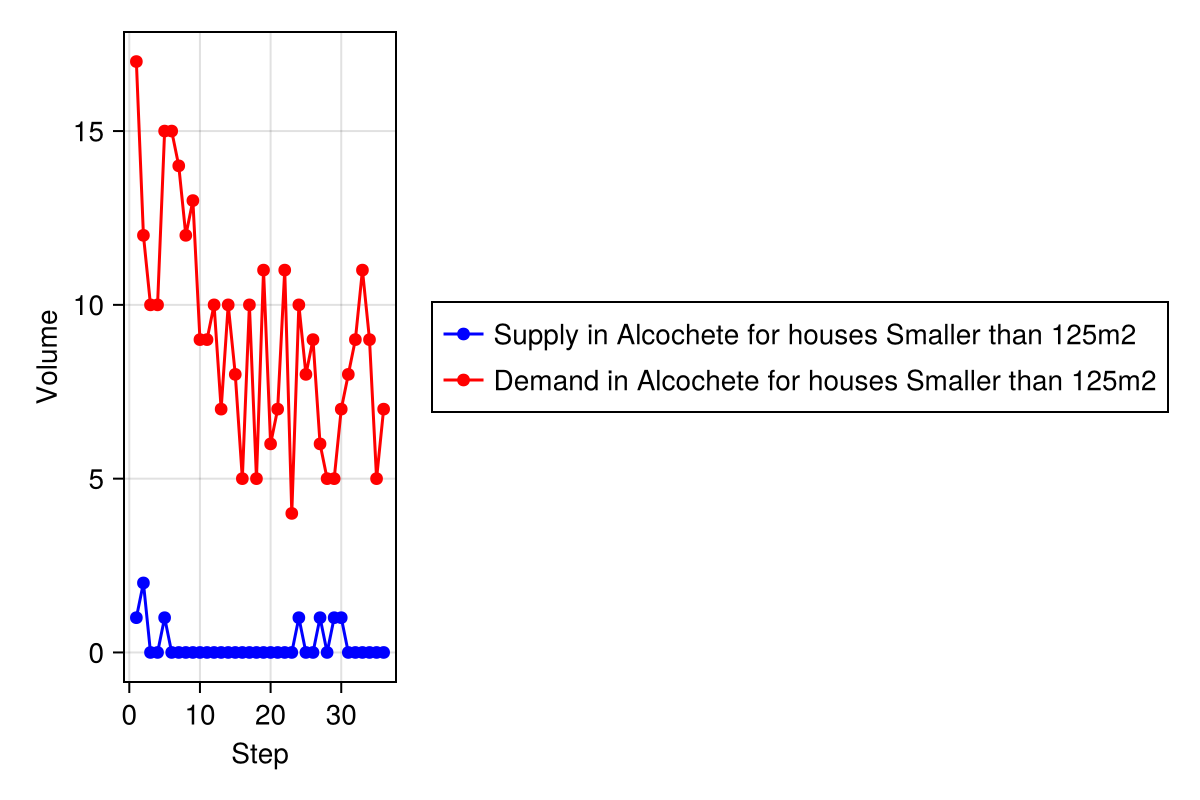 Volume
15
10
5
0
0 10 20 30
Step
Supply in Alcochete for houses Smaller than 125m2
Demand in Alcochete for houses Smaller than 125m2